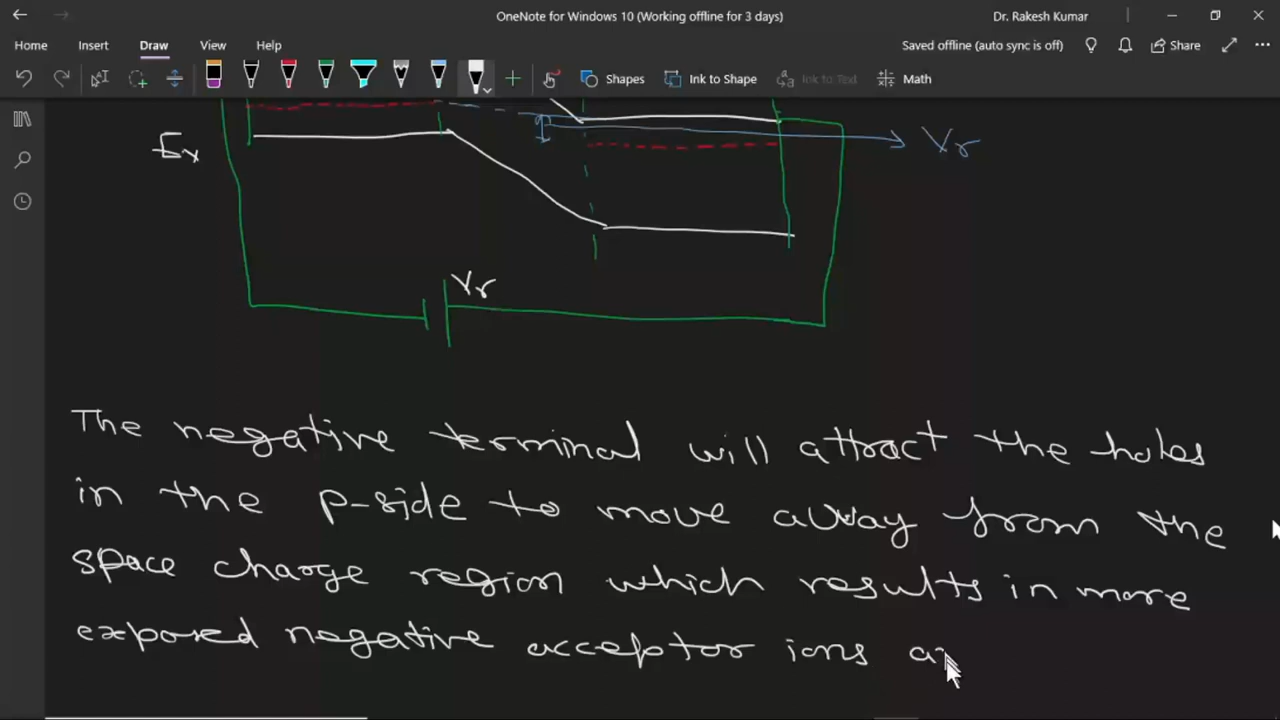 OneNote for Windows 10 (Working offline for 3 days)
Dr. Rakesh Kumar
Home Insert Draw View Help
Saved offline (auto sync is off)
Share
Shapes
Ink to Shape
Ink to Text
Math
Ev
Vr
Vr
The negative terminal will attract the holes
in the p-side to move away from the
space charge region which results in more
exposed negative acceptor ions a